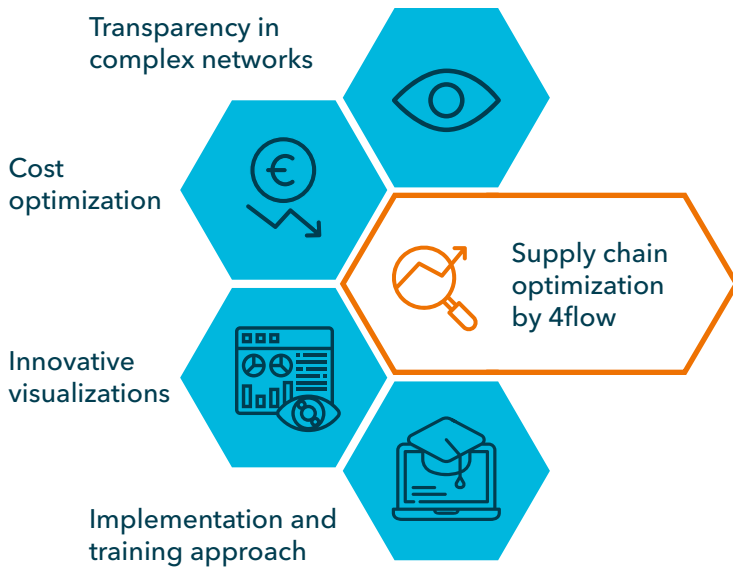 Transparency in
complex networks
Cost
optimization
€
Supply chain
optimization
by 4flow
Innovative
visualizations
Implementation and
training approach